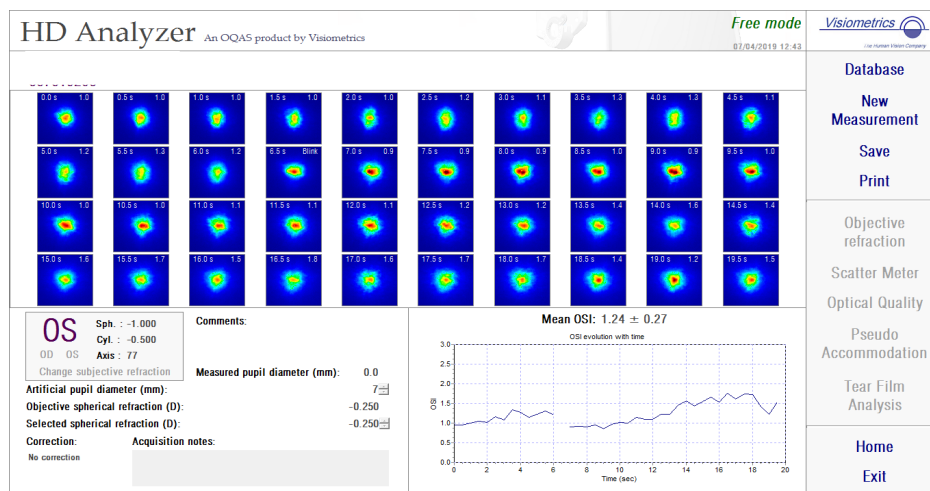 HD Analyzer An OQAS product by Visiometrics
Free mode
07/04/2019 12:43
Visiometrics
Database
New
Measurement
Save
Print
Objective
refraction
Scatter Meter
Optical Quality
Pseudo
Accommodation
Tear Film
Analysis
Home
Exit
0.0 s 1.0 0.5 s 1.0 1.0 s 1.0 1.5 s 1.0 2.0 s 1.0 2.5 s 1.2 3.0 s 1.1 3.5 s 1.3 4.0 s 1.3 4.5 s 1.1
5.0 s 1.2 5.5 s 1.3 6.0 s 1.2 6.5 s Blink 7.0 s 0.9 7.5 s 0.9 8.0 s 0.9 8.5 s 1.0 9.0 s 0.9 9.5 s 1.0
10.0 s 1.0 10.5 s 1.0 11.0 s 1.1 11.5 s 1.1 12.0 s 1.1 12.5 s 1.2 13.0 s 1.2 13.5 s 1.4 14.0 s 1.6 14.5 s 1.4
15.0 s 1.6 15.5 s 1.7 16.0 s 1.5 16.5 s 1.8 17.0 s 1.6 17.5 s 1.7 18.0 s 1.7 18.5 s 1.4 19.0 s 1.2 19.5 s 1.5
OS
OD OS
Sph. : -1.000
Cyl. : -0.500
Axis : 77
Change subjective refraction
Comments:
Measured pupil diameter (mm): 0.0
Artificial pupil diameter (mm): 7
Objective spherical refraction (D): -0.250
Selected spherical refraction (D): -0.250
Correction: Acquisition notes:
No correction
Mean OSI: 1.24 ± 0.27
OSI evolution with time
OSI
3.0
2.5
2.0
1.5
1.0
0.5
0.0
0 2 4 6 8 10 12 14 16 18 20
Time (sec)